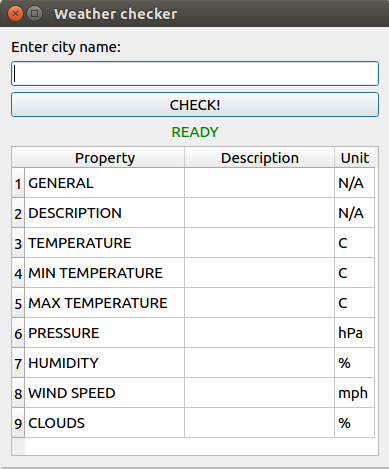 Weather checker
Enter city name:
CHECK!
READY
Property Description Unit
1 GENERAL N/A
2 DESCRIPTION N/A
3 TEMPERATURE C
4 MIN TEMPERATURE C
5 MAX TEMPERATURE C
6 PRESSURE hPa
7 HUMIDITY %
8 WIND SPEED mph
9 CLOUDS %